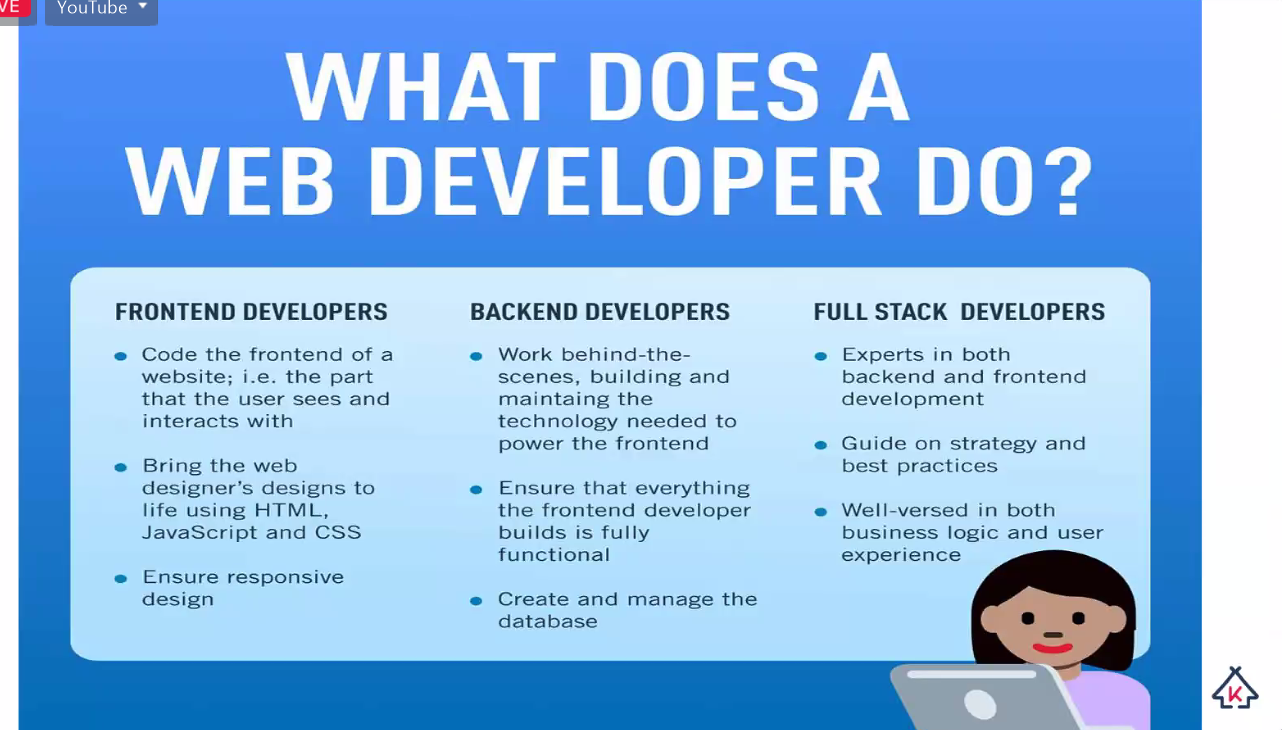 VE
YouTube
WHAT DOES A
WEB DEVELOPER DO?
FRONTEND DEVELOPERS
Code the frontend of a
website; i.e. the part
that the user sees and
interacts with
Bring the web
designer's designs to
life using HTML,
JavaScript and CSS
Ensure responsive
design
BACKEND DEVELOPERS
Work behind-the-
scenes, building and
maintaing the
technology needed to
power the frontend
Ensure that everything
the frontend developer
builds is fully
functional
Create and manage the
database
FULL STACK DEVELOPERS
Experts in both
backend and frontend
development
Guide on strategy and
best practices
Well-versed in both
business logic and user
experience
K